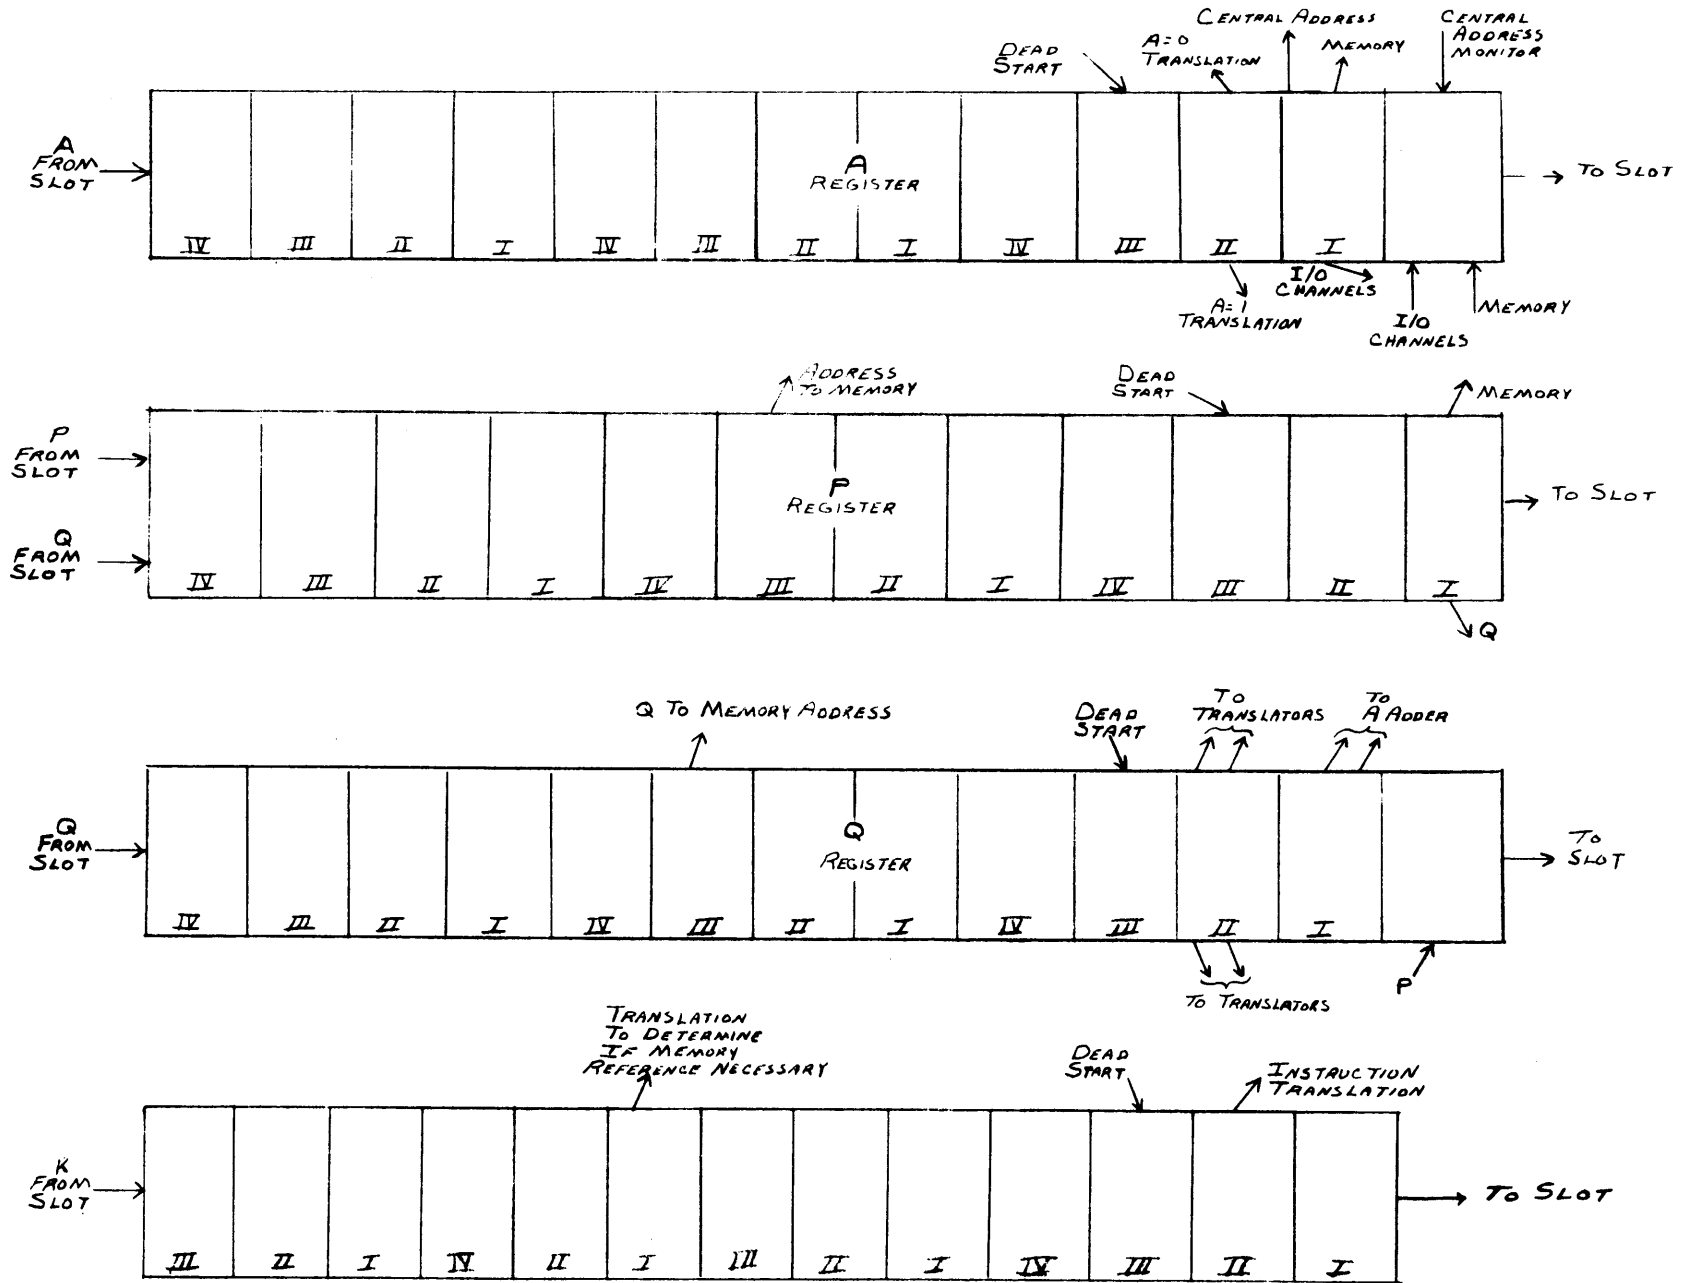 CENTRAL ADDRESS
CENTRAL
ADDRESS
MONITOR
A=0
TRANSLATION
MEMORY
DEAD
START
A
FROM
SLOT
A
REGISTER
TO SLOT
IV III II I IV III II I IV III II I
A=1
TRANSLATION
I/O
CHANNELS
I/O
CHANNELS
MEMORY
ADDRESS
TO MEMORY
DEAD
START
MEMORY
P
FROM
SLOT
P
REGISTER
TO SLOT
Q
FROM
SLOT
IV III II I IV III II I IV III II I
Q
Q TO MEMORY ADDRESS
DEAD
START
TO
TRANSLATORS
TO
A ADDER
Q
FROM
SLOT
Q
REGISTER
TO
SLOT
IV III II I IV III II I IV III II I
TO TRANSLATORS
P
TRANSLATION
TO DETERMINE
IF MEMORY
REFERENCE NECESSARY
DEAD
START
INSTRUCTION
TRANSLATION
K
FROM
SLOT
TO SLOT
III II I IV II I III II I IV III II I